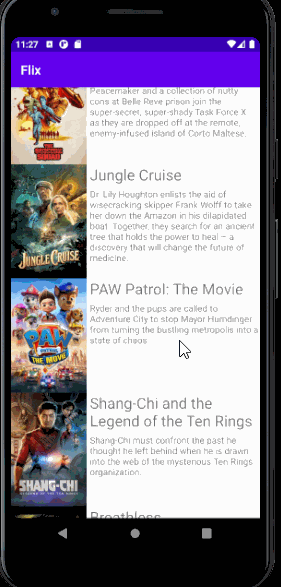 11:27
Flix
Peacemaker and a collection of nutty
cons at Belle Reve prison join the
super-secret, super-shady Task Force X
as they are dropped off at the remote,
enemy-infused island of Corto Maltese.
Jungle Cruise
Dr. Lily Houghton enlists the aid of
wisecracking skipper Frank Wolff to take
her down the Amazon in his dilapidated
boat. Together, they search for an ancient
tree that holds the power to heal – a
discovery that will change the future of
medicine.
JUNGLE CRUISE
PAW Patrol: The Movie
Ryder and the pups are called to
Adventure City to stop Mayor Humdinger
from turning the bustling metropolis into a
state of chaos.
PAW
THE MOVIE
Shang-Chi and the
Legend of the Ten Rings
Shang-Chi must confront the past he
thought he left behind when he is drawn
into the web of the mysterious Ten Rings
organization.
SHANG-CHI
Breathless